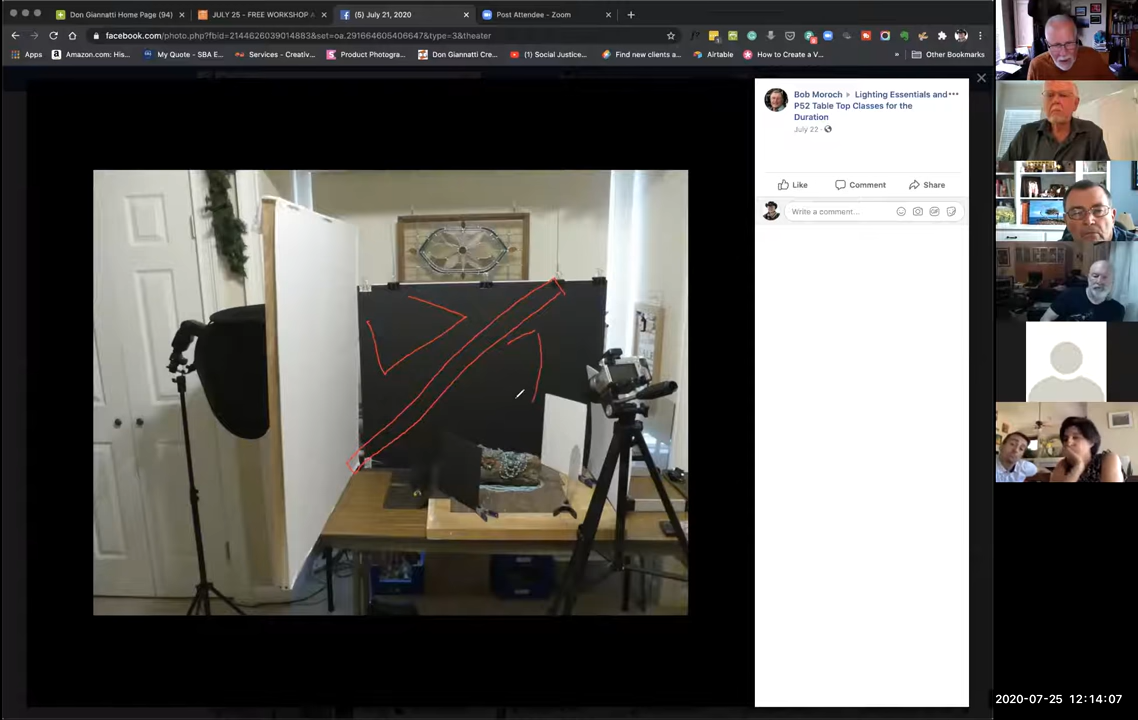 Don Giannatti Home Page (94)
JULY 25 - FREE WORKSHOP A
(5) July 21, 2020
Post Attendee - Zoom
facebook.com/photo.php?fbid=2144626039014883&set=oa.291664605406647&type=3&theater
Apps
Amazon.com: His...
My Quote - SBA E...
Services - Creativ...
Product Photogra...
Don Giannatti Cre...
(1) Social Justice...
Find new clients a...
Airtable
How to Create a V...
»
Other Bookmarks
Bob Moroch ▸ Lighting Essentials and
P52 Table Top Classes for the
Duration
July 22 ·
Like
Comment
Share
Write a comment...
2020-07-25 12:14:07